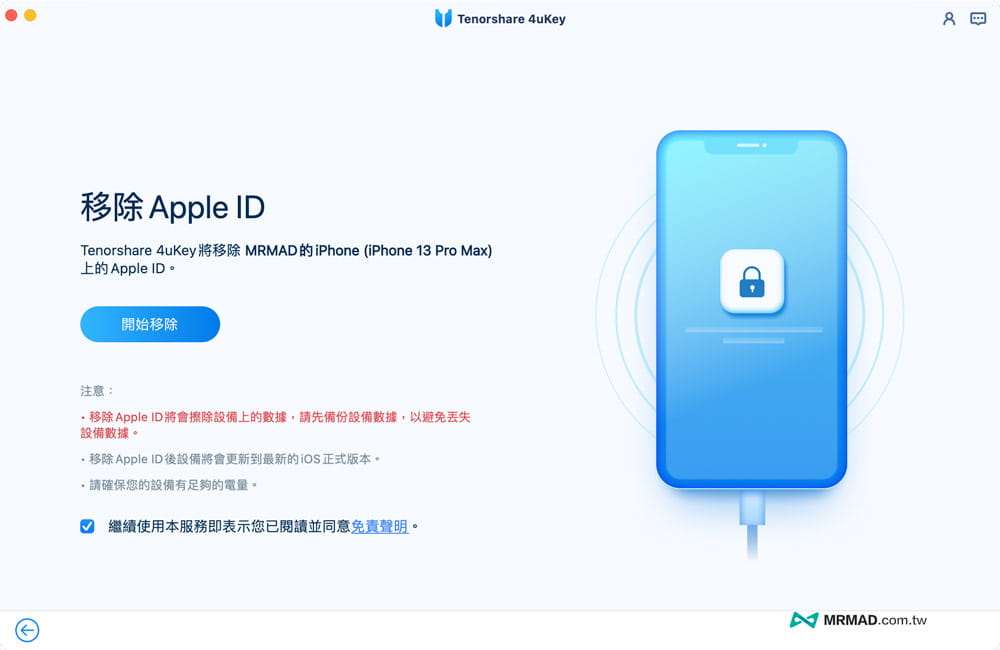 Tenorshare 4uKey
移除 Apple ID
Tenorshare 4uKey將移除 MRMAD的iPhone (iPhone 13 Pro Max)
上的Apple ID。
開始移除
注意：
• 移除Apple ID將會擦除設備上的數據，請先備份設備數據，以避免丟失
設備數據。
• 移除Apple ID後設備將會更新到最新的iOS正式版本。
• 請確保您的設備有足夠的電量。
繼續使用本服務即表示您已閱讀並同意免責聲明。
MRMAD.com.tw